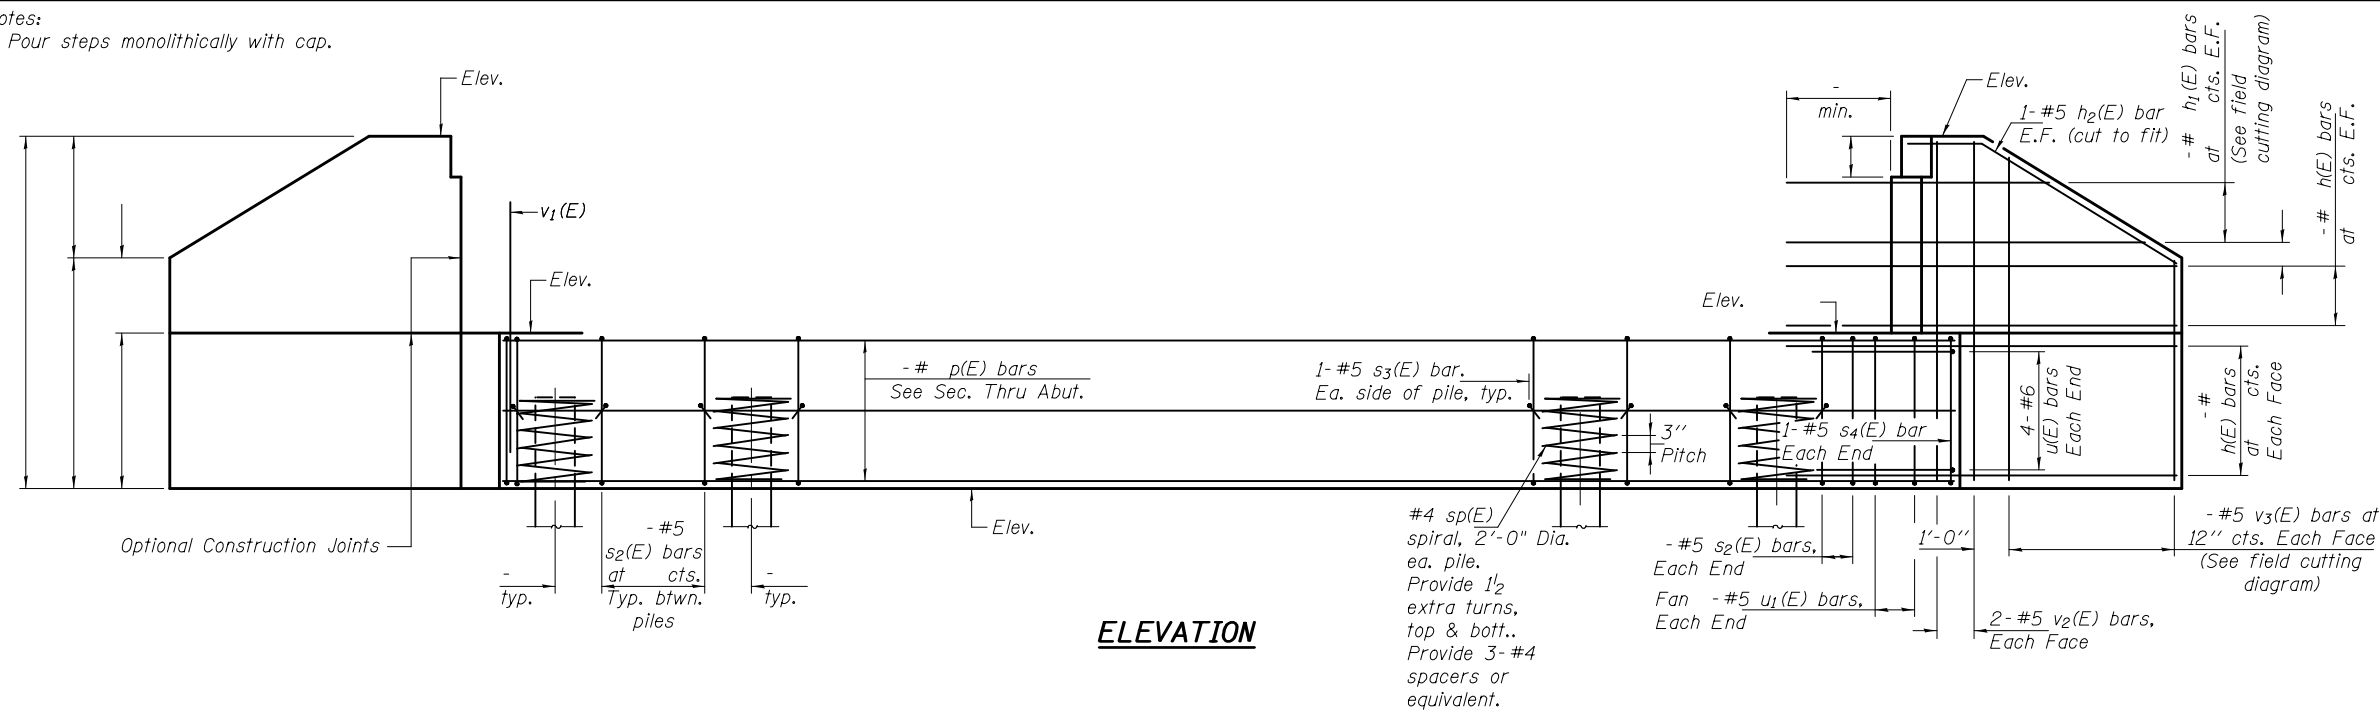 otes:
Pour steps monolithically with cap.
Elev.
v1(E)
Elev.
Optional Construction Joints
-
typ.
- #5
s2(E) bars
at cts.
Typ. btwn.
piles
-
typ.
- # p(E) bars
See Sec. Thru Abut.
Elev.
ELEVATION
1-#5 s3(E) bar.
Ea. side of pile, typ.
3"
Pitch
#4 sp(E)
spiral, 2'-0" Dia.
ea. pile.
Provide 1 1/2
extra turns,
top & bott..
Provide 3-#4
spacers or
equivalent.
-
min.
Elev.
1-#5 h2(E) bar
E.F. (cut to fit)
- # h1(E) bars
at cts. E.F.
(See field
cutting diagram)
- # h(E) bars
at cts. E.F.
Elev.
1-#5 s4(E) bar
Each End
4-#6
u(E) bars
Each End
- #
h(E) bars
at cts.
Each Face
- #5 s2(E) bars,
Each End
Fan - #5 u1(E) bars,
Each End
1'-0"
2-#5 v2(E) bars,
Each Face
- #5 v3(E) bars at
12" cts. Each Face
(See field cutting
diagram)